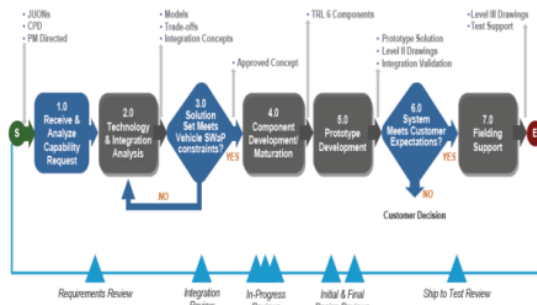 • JUONs
• CPD
• PM Directed
• Models
• Trade-offs
• Integration Concepts
• Approved Concept
• TRL 6 Components
• Prototype Solution
• Level II Drawings
• Integration Validation
• Level III Drawings
• Test Support
S
1.0
Receive &
Analyze
Capability
Request
2.0
Technology
& Integration
Analysis
3.0
Solution
Set Meets
Vehicle SWaP
constraints?
YES
NO
4.0
Component
Development/
Maturation
5.0
Prototype
Development
6.0
System
Meets Customer
Expectations?
YES
NO
Customer Decision
7.0
Fielding
Support
E
Requirements Review
Integration
In-Progress
Initial & Final
Ship to Test Review